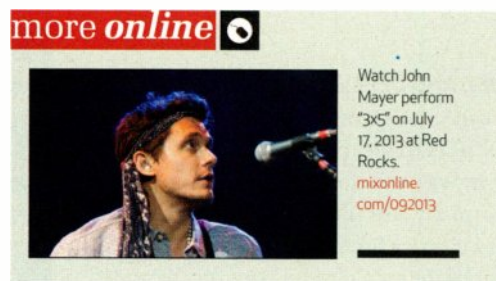 more online
Watch John
Mayer perform
"3x5" on July
17, 2013 at Red
Rocks.
mixonline.
com/092013